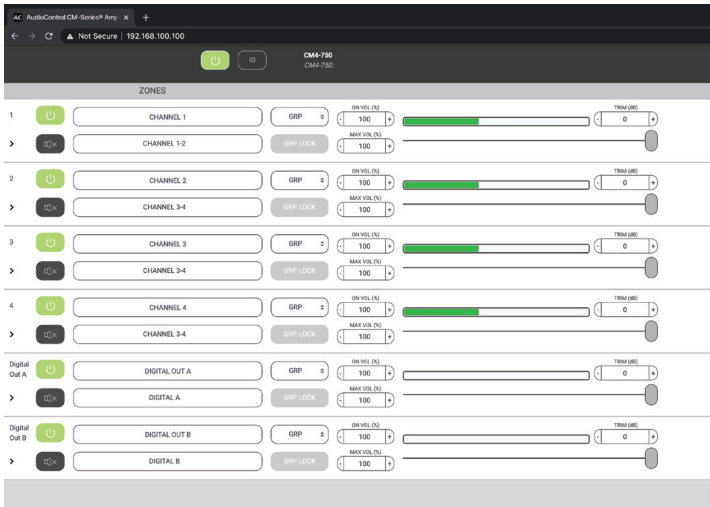 AC AudioControl CM-Series® Amp × +
Not Secure | 192.168.100.100
ID
CM4-750
CM4-750:
ZONES
1 CHANNEL 1 GRP ON VOL (%) - 100 + TRIM (dB) - 0 +
CHANNEL 1-2 GRP LOCK MAX VOL (%) - 100 +
2 CHANNEL 2 GRP ON VOL (%) - 100 + TRIM (dB) - 0 +
CHANNEL 3-4 GRP LOCK MAX VOL (%) - 100 +
3 CHANNEL 3 GRP ON VOL (%) - 100 + TRIM (dB) - 0 +
CHANNEL 3-4 GRP LOCK MAX VOL (%) - 100 +
4 CHANNEL 4 GRP ON VOL (%) - 100 + TRIM (dB) - 0 +
CHANNEL 3-4 GRP LOCK MAX VOL (%) - 100 +
Digital Out A DIGITAL OUT A GRP ON VOL (%) - 100 + TRIM (dB) - 0 +
DIGITAL A GRP LOCK MAX VOL (%) - 100 +
Digital Out B DIGITAL OUT B GRP ON VOL (%) - 100 + TRIM (dB) - 0 +
DIGITAL B GRP LOCK MAX VOL (%) - 100 +